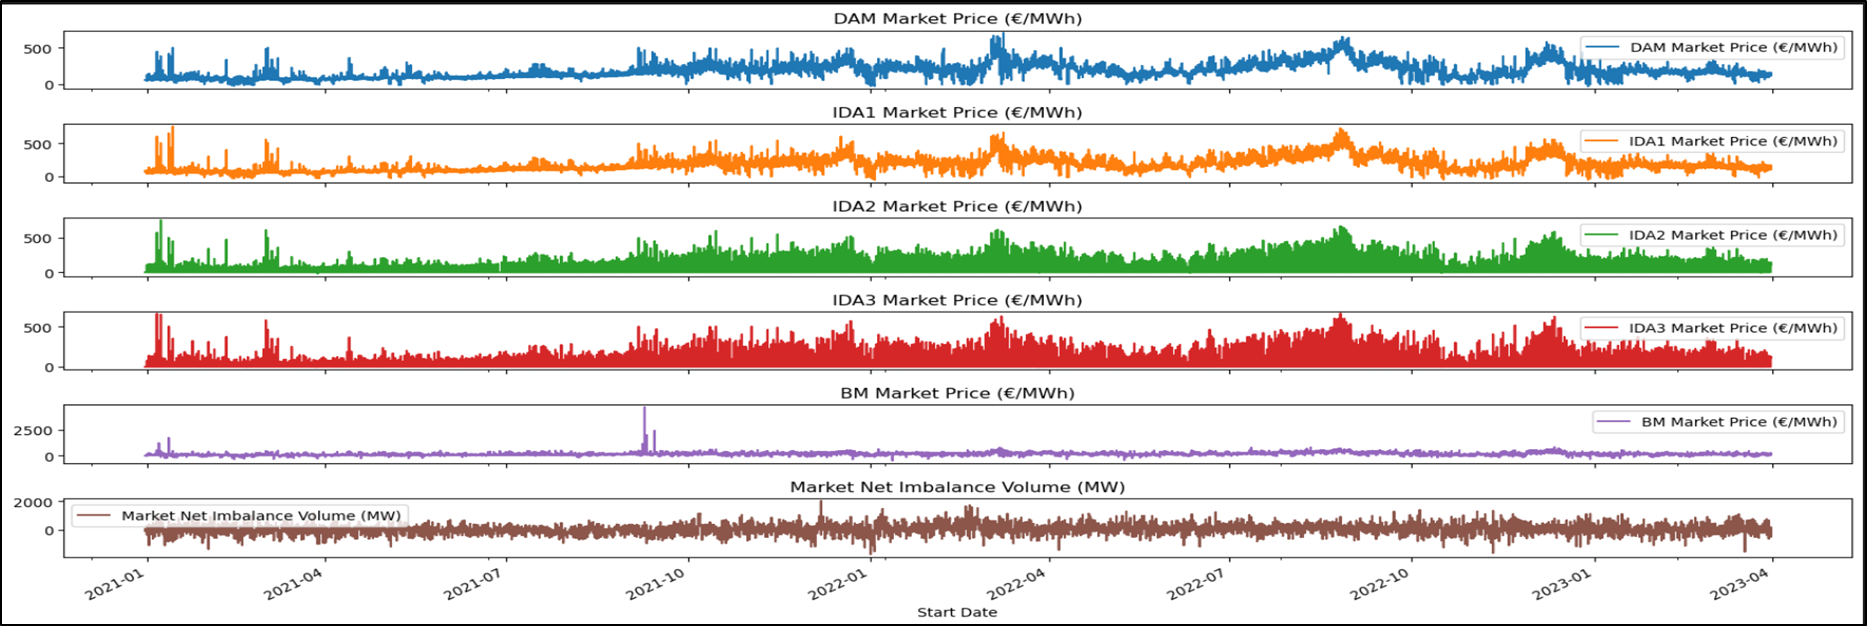 DAM Market Price (€/MWh)
500
0
DAM Market Price (€/MWh)
IDA1 Market Price (€/MWh)
500
0
IDA1 Market Price (€/MWh)
IDA2 Market Price (€/MWh)
500
0
IDA2 Market Price (€/MWh)
IDA3 Market Price (€/MWh)
500
0
IDA3 Market Price (€/MWh)
BM Market Price (€/MWh)
2500
0
BM Market Price (€/MWh)
Market Net Imbalance Volume (MW)
2000
0
Market Net Imbalance Volume (MW)
2021-01 2021-04 2021-07 2021-10 2022-01 2022-04 2022-07 2022-10 2023-01 2023-04
Start Date